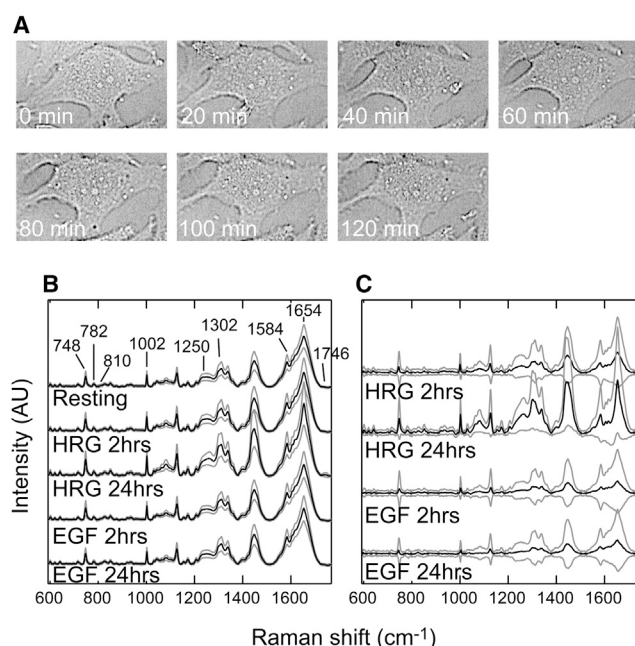 A
0 min
20 min
40 min
60 min
80 min
100 min
120 min
B
C
748
782
810
1002
1250
1302
1584
1654
1746
Resting
HRG 2hrs
HRG 24hrs
EGF 2hrs
EGF 24hrs
HRG 2hrs
HRG 24hrs
EGF 2hrs
EGF 24hrs
Intensity (AU)
600 800 1000 1200 1400 1600
600 800 1000 1200 1400 1600
Raman shift (cm-1)